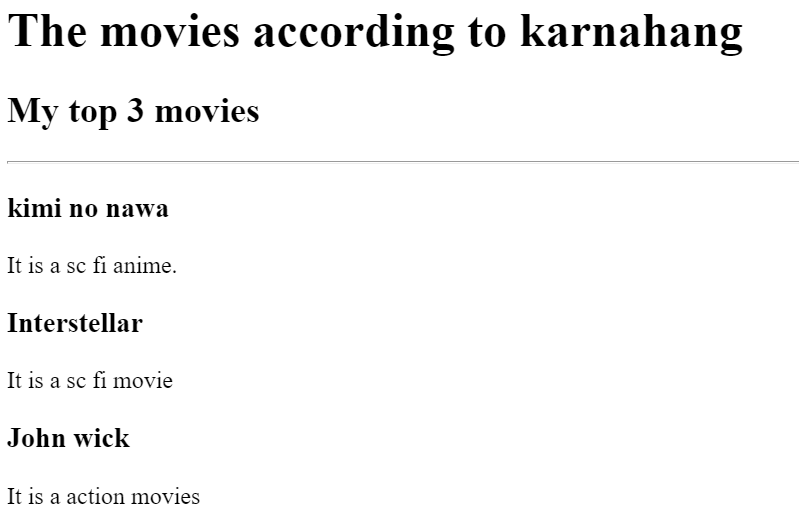 The movies according to karnahang
My top 3 movies
kimi no nawa
It is a sc fi anime.
Interstellar
It is a sc fi movie
John wick
It is a action movies